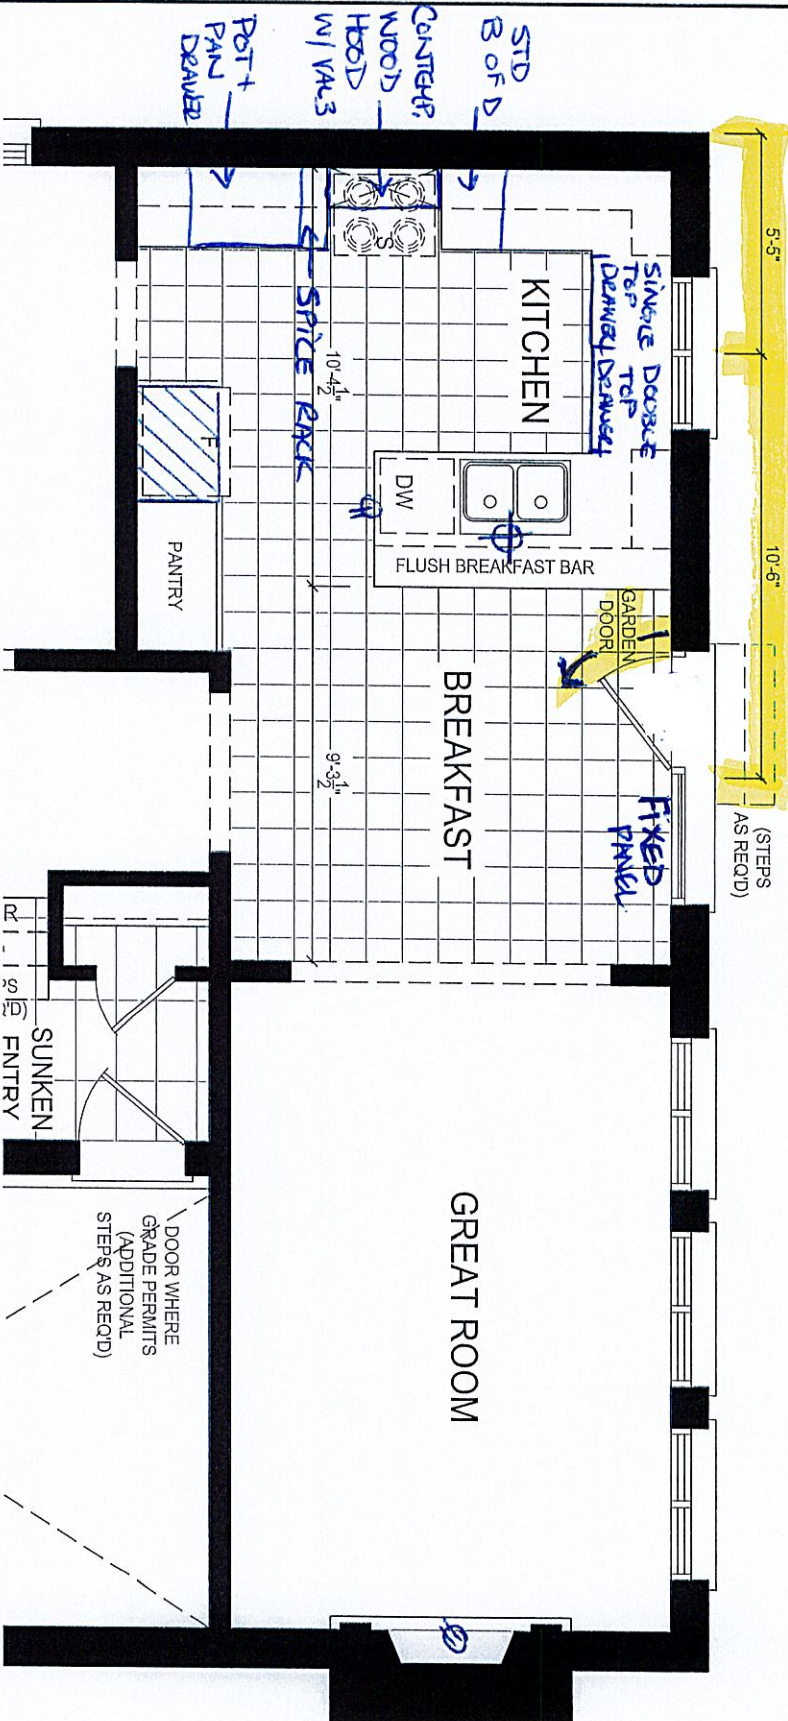 STD
B OF D
CONTEMP.
WOOD
HOOD
W/ VAL3
POT +
PAN
DRAWER
5'-5"
10'-6"
(STEPS
AS REQ'D)
KITCHEN
SINGLE DOUBLE
TOP TOP
DRAWER DRAWER
S
← SPICE RACK
10'-4 1/2"
DW
FLUSH BREAKFAST BAR
F
PANTRY
GARDEN
DOOR
BREAKFAST
9'-3 1/2"
FIXED
PANEL
GREAT ROOM
SUNKEN
ENTRY
R
DOOR WHERE
GRADE PERMITS
(ADDITIONAL
STEPS AS REQ'D)